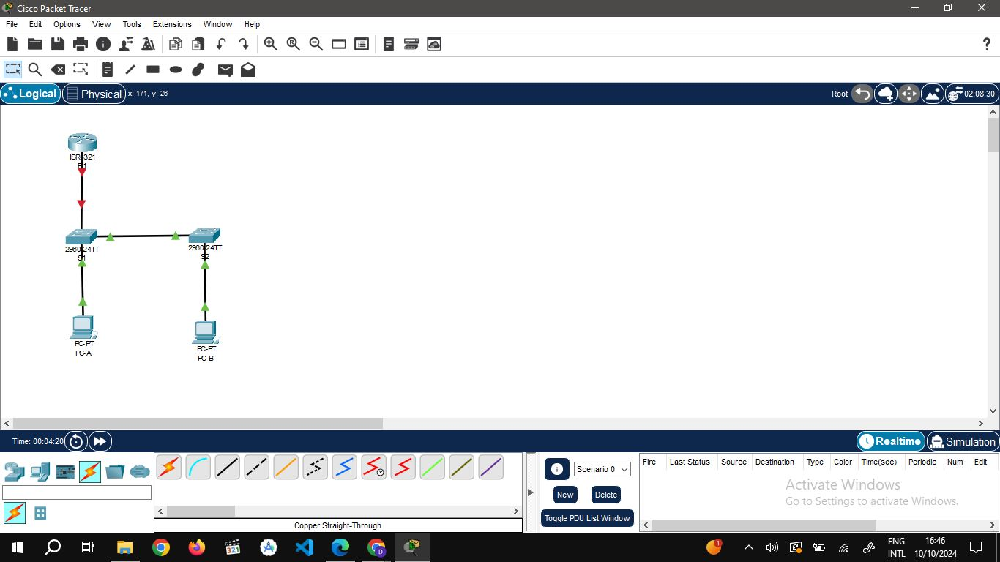 Cisco Packet Tracer
File Edit Options View Tools Extensions Window Help
Logical Physical x: 171, y: 26 Root 02:08:30
ISR4321
R1
2960-24TT
S1
2960-24TT
S2
PC-PT
PC-A
PC-PT
PC-B
Time: 00:04:20 Realtime Simulation
Scenario 0
New Delete
Toggle PDU List Window
Fire Last Status Source Destination Type Color Time(sec) Periodic Num Edit
Activate Windows
Go to Settings to activate Windows.
Copper Straight-Through
321
D
1
ENG
INTL
16:46
10/10/2024